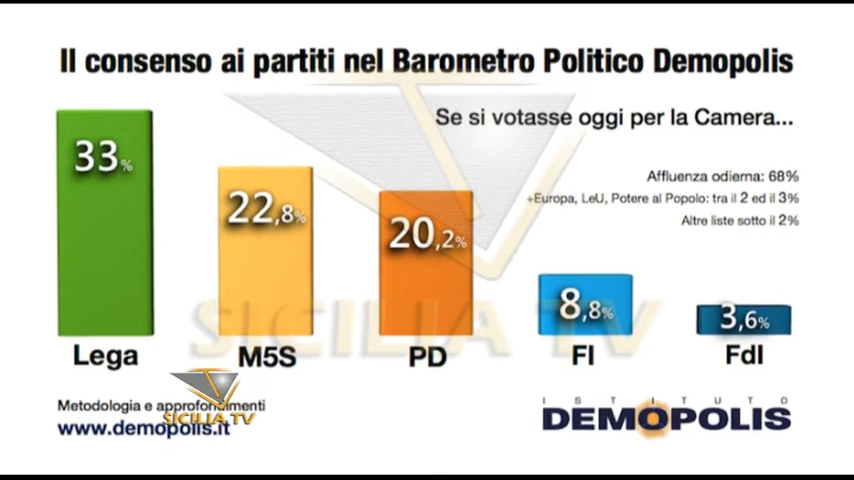 Il consenso ai partiti nel Barometro Politico Demopolis
Se si votasse oggi per la Camera...
Affluenza odierna: 68%
+Europa, LeU, Potere al Popolo: tra il 2 ed il 3%
Altre liste sotto il 2%
33%
22,8%
20,2%
8,8%
3,6%
SICILIA TV
Lega
M5S
PD
FI
FdI
Metodologia e approfondimenti
www.demopolis.it
SICILIA TV
ISTITUTO
DEMOPOLIS